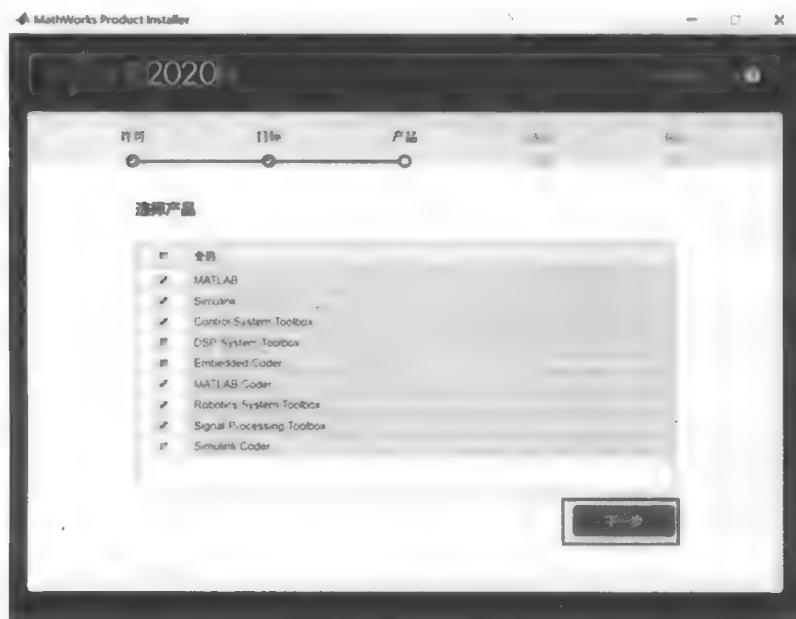 MathWorks Product Installer
2020
许可 目标 产品
选择产品
全选
MATLAB
Simulink
Control System Toolbox
DSP System Toolbox
Embedded Coder
MATLAB Coder
Robotics System Toolbox
Signal Processing Toolbox
Simulink Coder
下一步